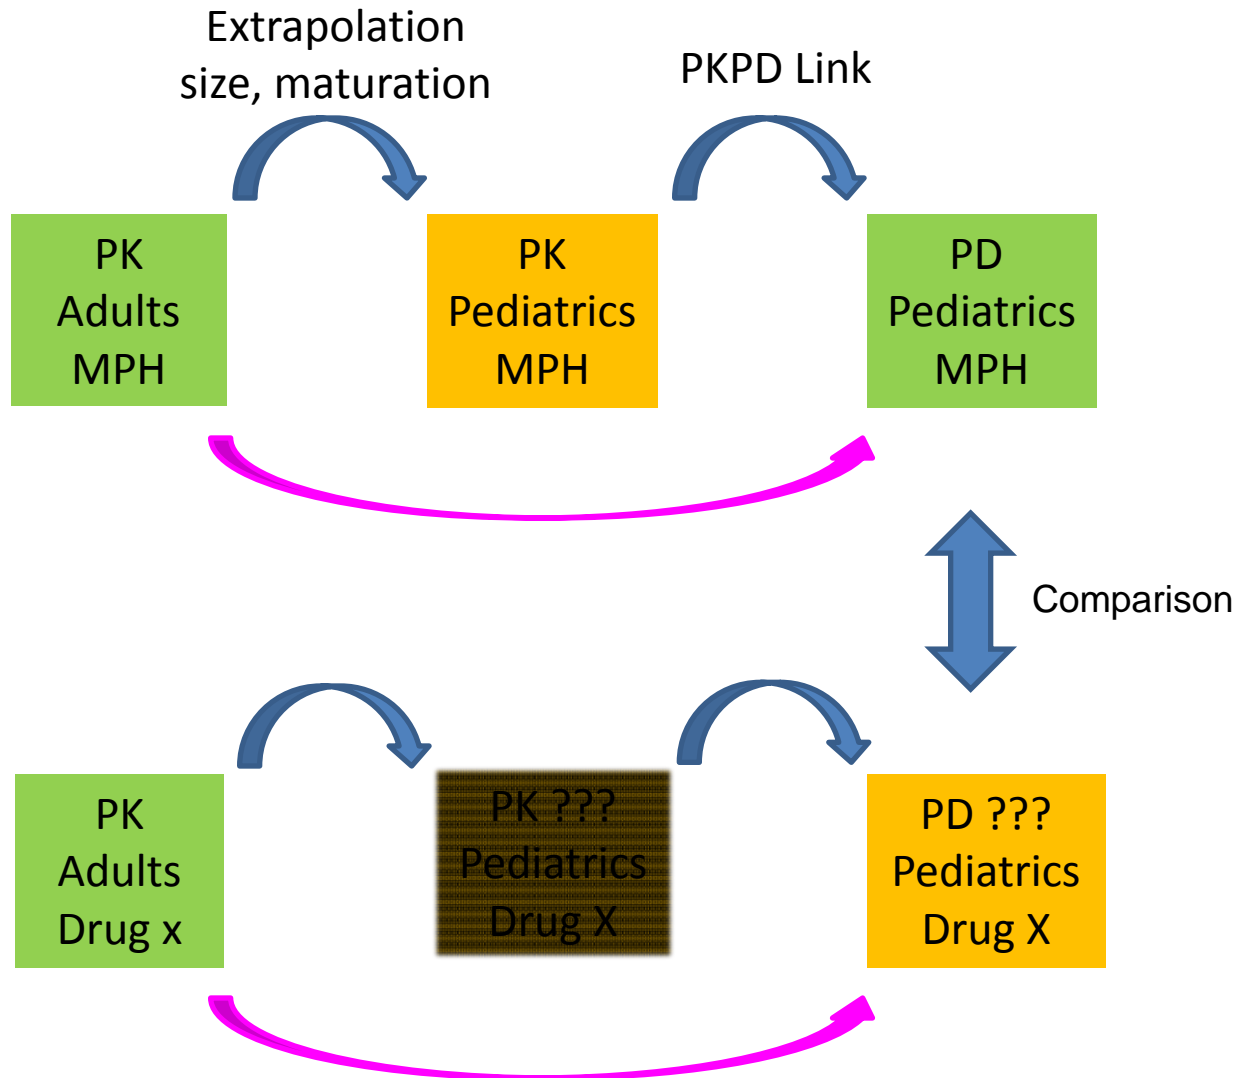 Extrapolation
size, maturation
PKPD Link
PK
Adults
MPH
PK
Pediatrics
MPH
PD
Pediatrics
MPH
Comparison
PK
Adults
Drug x
PK ???
Pediatrics
Drug X
PD ???
Pediatrics
Drug X